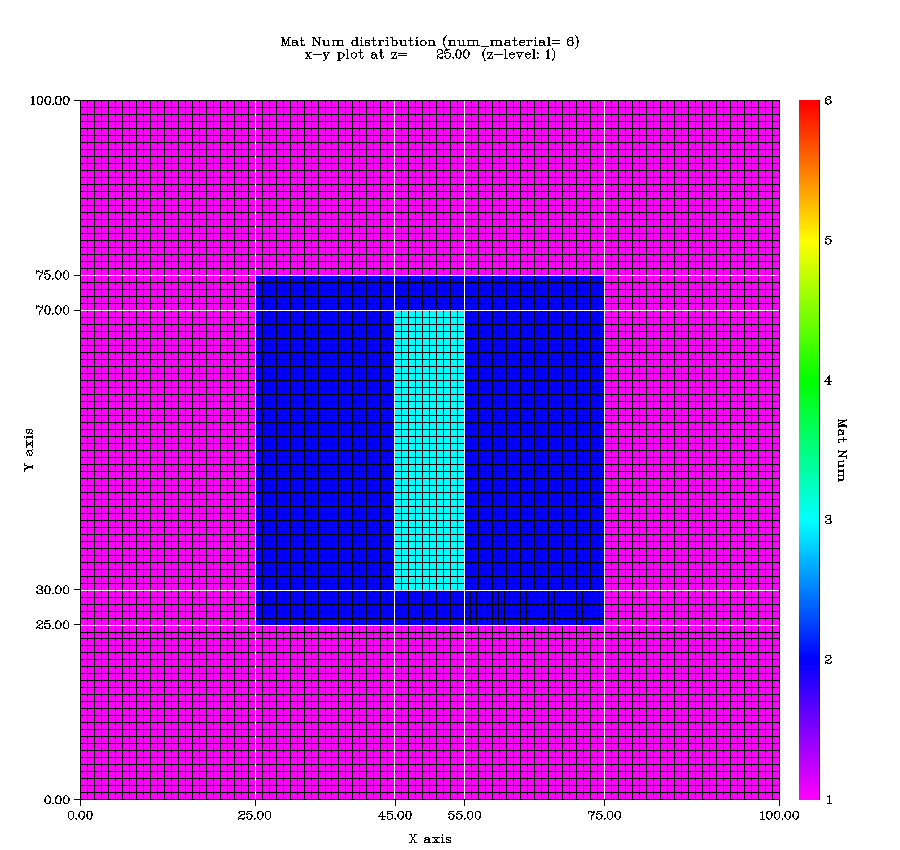 Mat Num distribution (num_material= 6)
x-y plot at z= 25.00 (z-level: 1)
100.00
75.00
70.00
30.00
25.00
0.00
Y axis
0.00 25.00 45.00 55.00 75.00 100.00
X axis
6
5
4
3
2
1
Mat Num